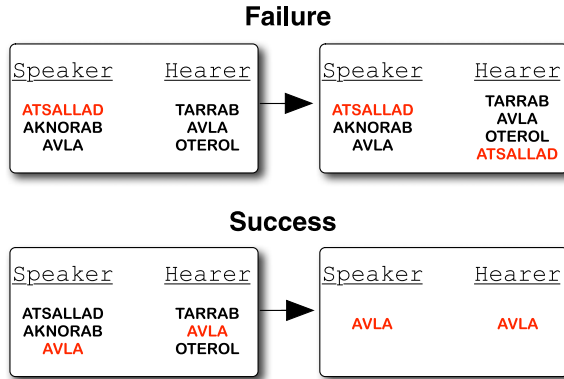 Failure
Speaker Hearer
ATSALLAD TARRAB
AKNORAB AVLA
AVLA OTEROL
Speaker Hearer
ATSALLAD TARRAB
AKNORAB AVLA
AVLA OTEROL
ATSALLAD
Success
Speaker Hearer
ATSALLAD TARRAB
AKNORAB AVLA
AVLA OTEROL
Speaker Hearer
AVLA AVLA